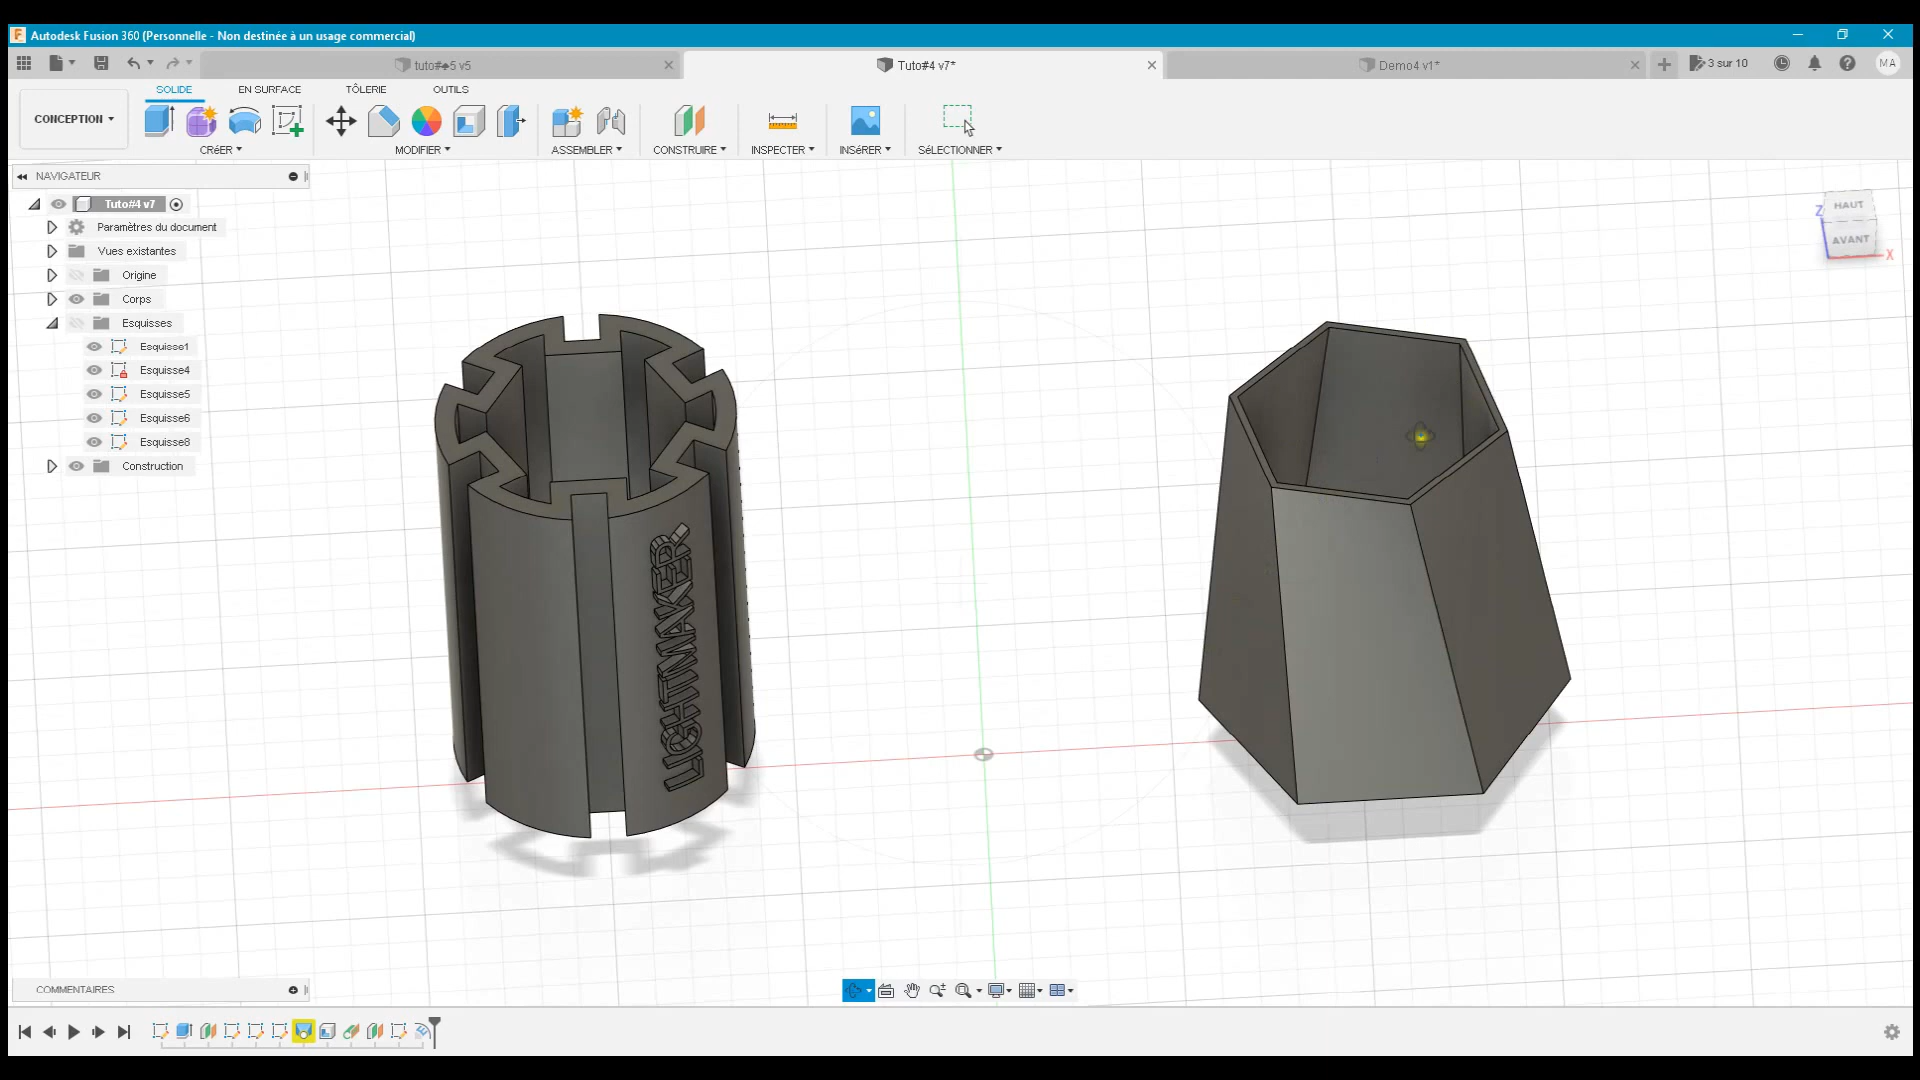 Autodesk Fusion 360 (Personnelle - Non destinée à un usage commercial)
tuto#♣5 v5
Tuto#4 v7*
Demo4 v1*
3 sur 10
MA
CONCEPTION
SOLIDE
EN SURFACE
TÔLERIE
OUTILS
CRéER
MODIFIER
ASSEMBLER
CONSTRUIRE
INSPECTER
INSéRER
SéLECTIONNER
NAVIGATEUR
Tuto#4 v7
Paramètres du document
Vues existantes
Origine
Corps
Esquisses
Esquisse1
Esquisse4
Esquisse5
Esquisse6
Esquisse8
Construction
Z
HAUT
AVANT
X
LIGHTMAKER
COMMENTAIRES